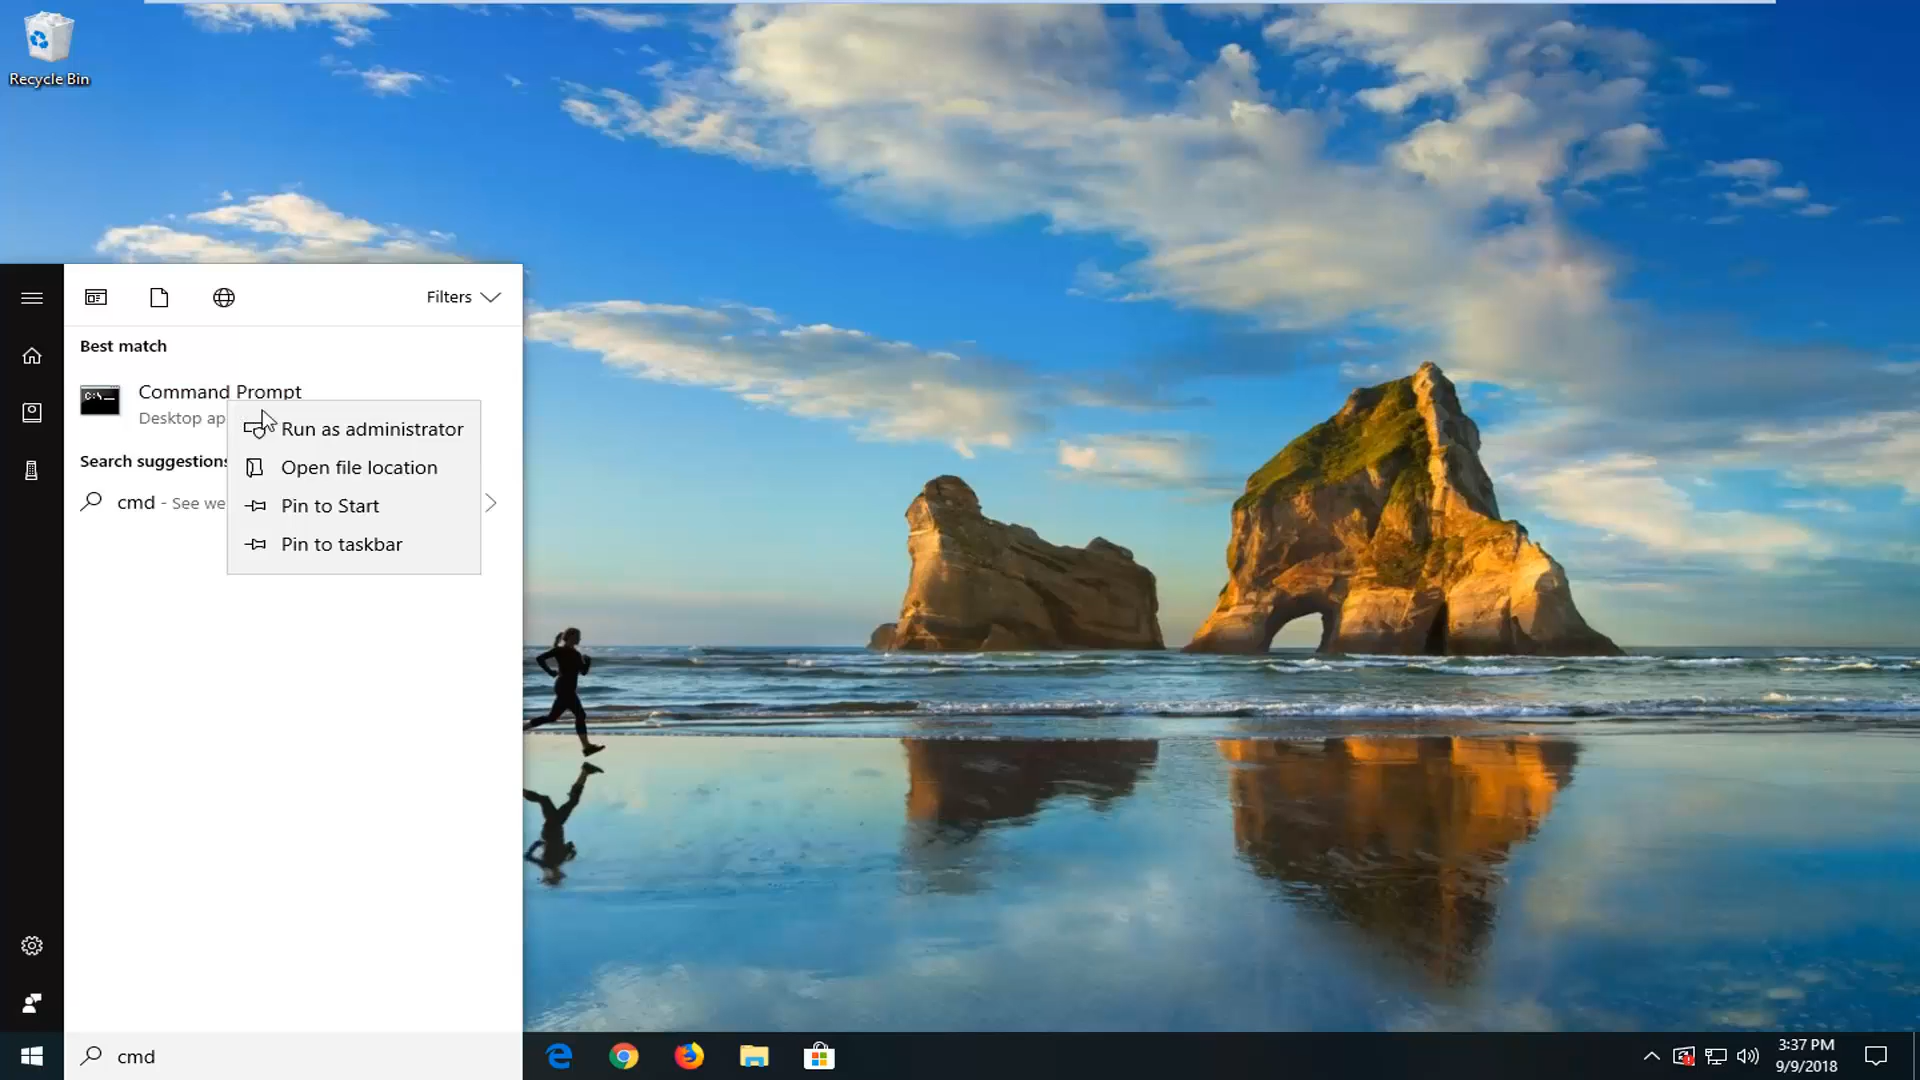 Recycle Bin
Filters
Best match
Command Prompt
Desktop ap
Run as administrator
Open file location
Search suggestions
cmd - See we
Pin to Start
Pin to taskbar
cmd
3:37 PM
9/9/2018